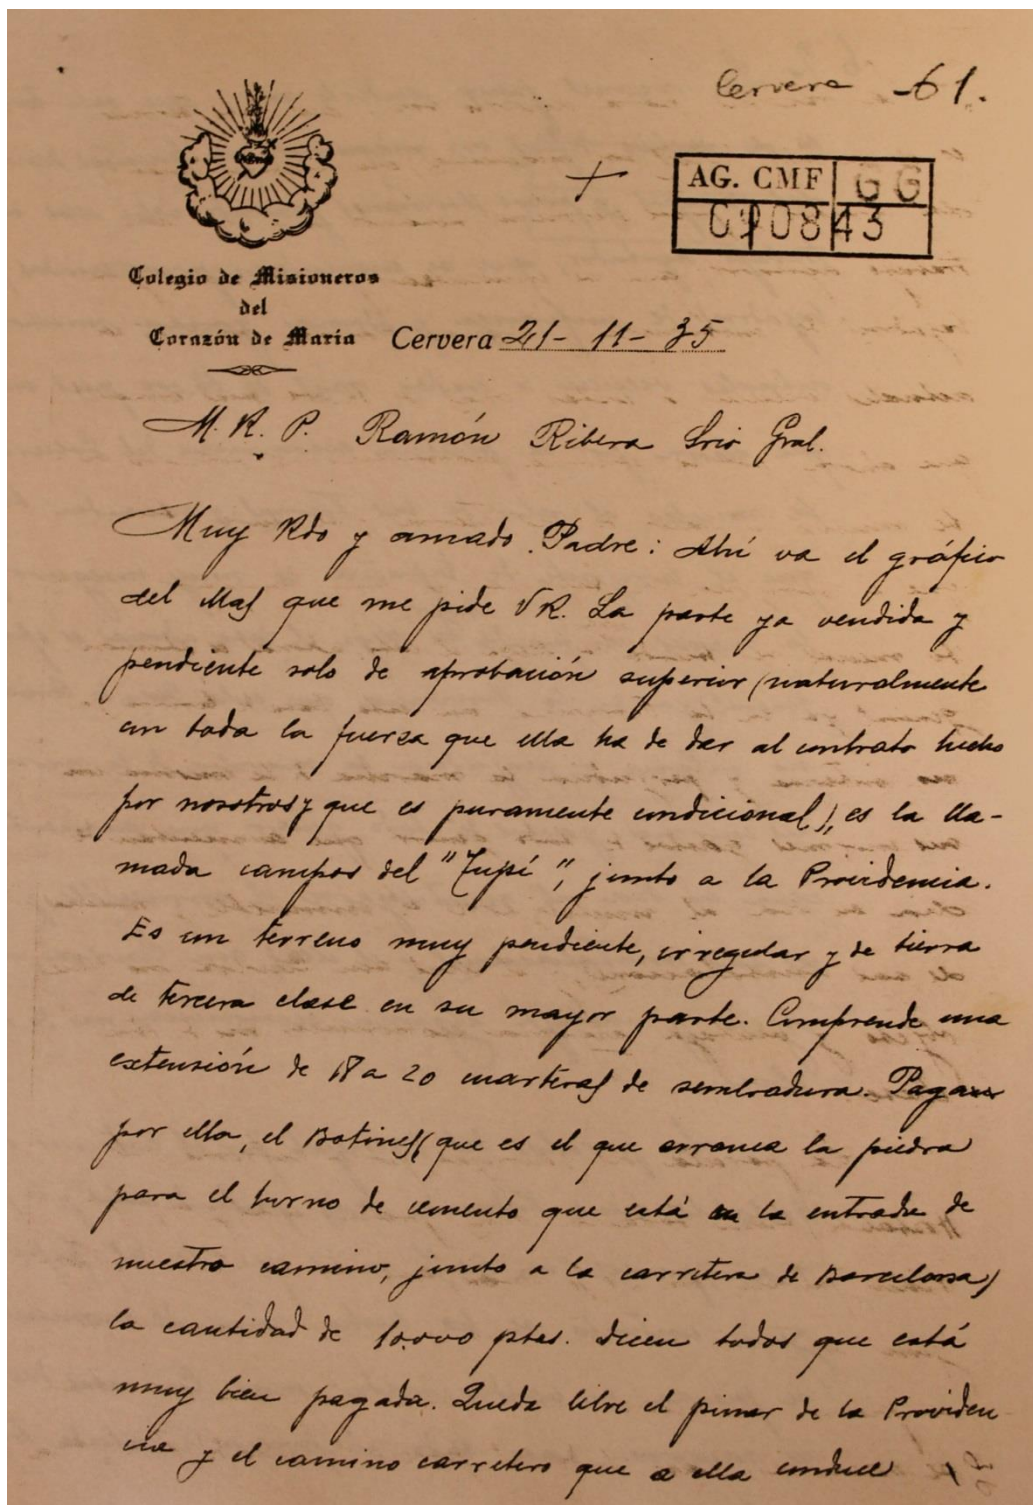 Cervera -61.
+
AG. CMF GG
090843
Colegio de Misioneros
del
Corazón de María
Cervera 21- 11- 35
M. R. P. Ramón Ribera Srio Gral.
Muy Rdo y amado Padre: Ahí va el gráfico
del Mas que me pide VR. La parte ya vendida y
pendiente solo de aprobación superior (naturalmente
con toda la fuerza que ella ha de dar al contrato hecho
por nosotros y que es puramente condicional), es la lla-
mada campos del "Tupí", junto a la Providencia.
Es un terreno muy pendiente, irregular y de tierra
de tercera clase en su mayor parte. Comprende una
extensión de 18 a 20 cuarteras de sembradura. Pagan
por ella, el Botines (que es el que arranca la piedra
para el horno de cemento que está en la entrada de
nuestro camino, junto a la carretera de Barcelona)
la cantidad de 10.000 ptas. Dicen todos que está
muy bien pagada. Queda libre el pinar de la Providen
cia y el camino carretero que a ella conduce